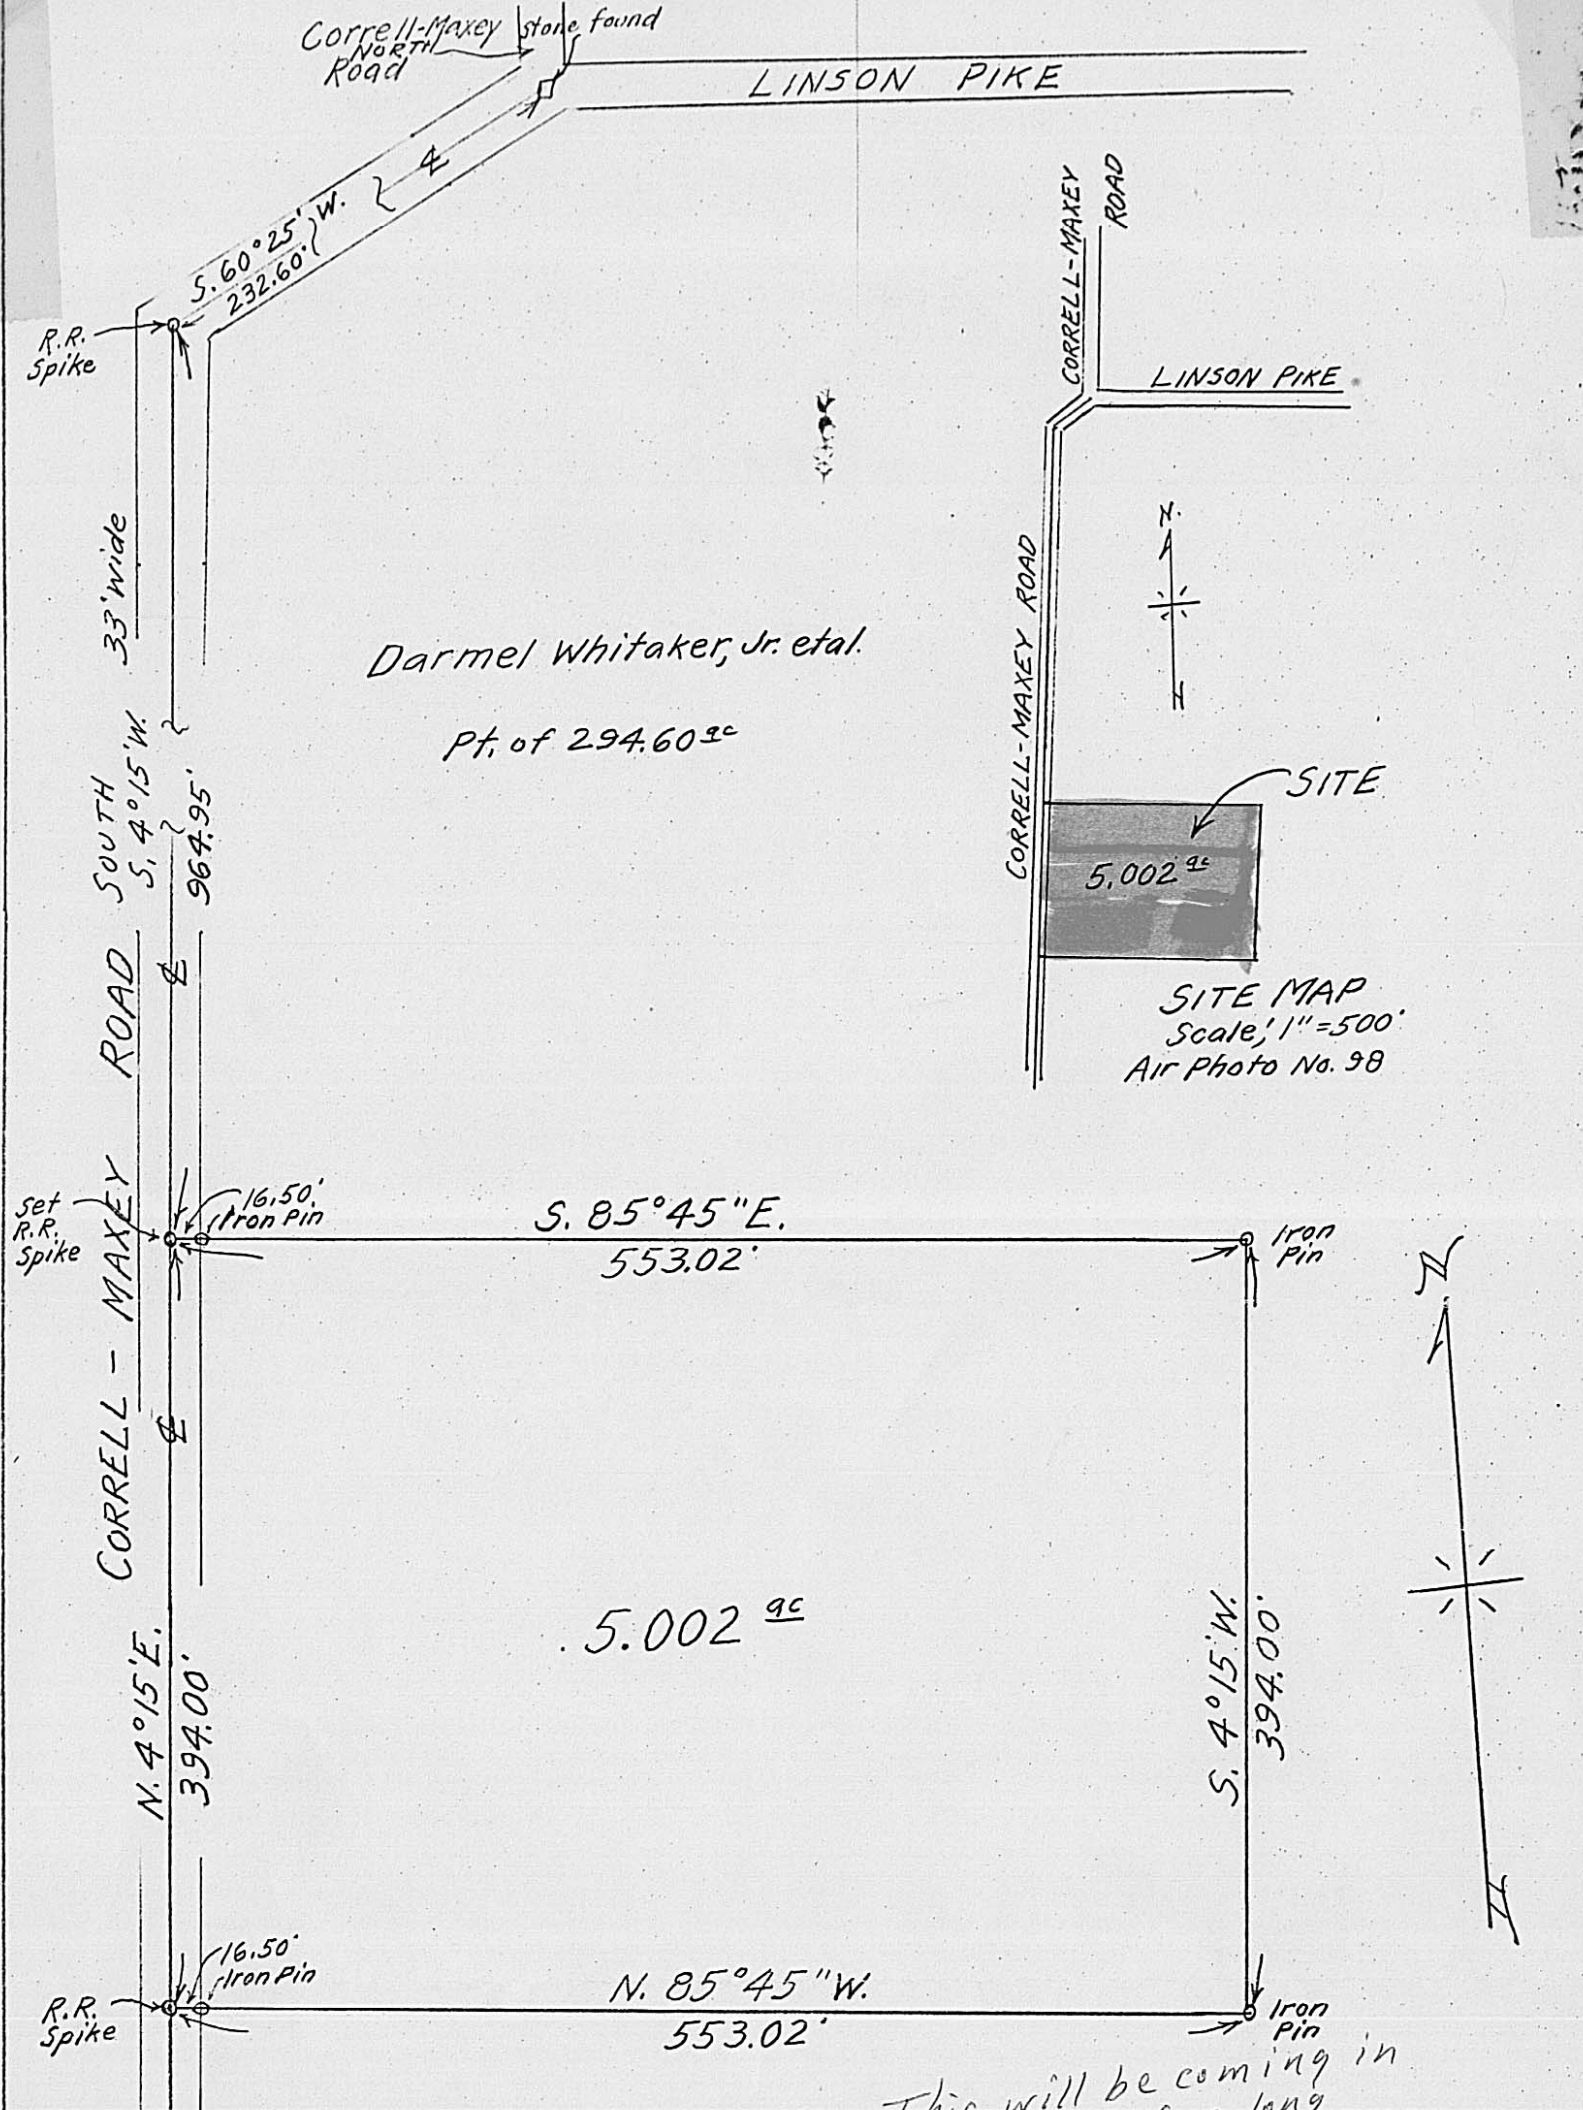 Correll-Maxey
NORTH
Road
stone found
LINSON PIKE
S. 60°25' W.
232.60'
℄
R.R.
Spike
33' wide
CORRELL-MAXEY
ROAD
LINSON PIKE
CORRELL-MAXEY ROAD
N.
Darmel Whitaker, Jr. etal.
Pt. of 294.60 ac
SITE
5.002 ac
SITE MAP
Scale; 1"=500'
Air Photo No. 98
CORRELL - MAXEY ROAD SOUTH
S. 4°15' W.
964.95'
℄
Set
R.R.
Spike
16.50'
Iron Pin
S. 85°45" E.
553.02'
Iron
Pin
N
℄
5.002 ac
N. 4°15' E.
394.00'
S. 4°15' W.
394.00'
16.50'
Iron Pin
R.R.
Spike
N. 85°45" W.
553.02'
Iron
Pin
This will be coming in
long